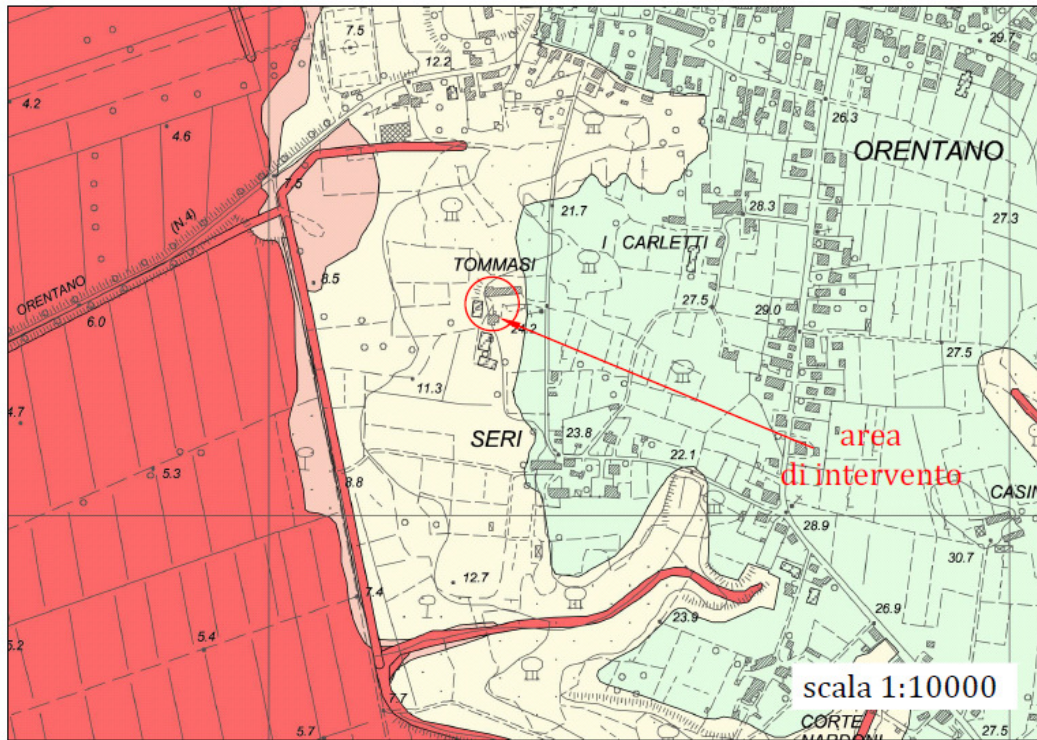 7.5
29.7
12.2
4.2
26.3
4.6
ORENTANO
7.5
27.3
(N.4)
21.7
28.3
I CARLETTI
TOMMASI
8.5
27.5
ORENTANO
6.0
24.2
29.0
27.5
11.3
4.7
area
SERI
23.8
22.1
di intervento
5.3
8.8
CASIN
28.9
30.7
12.7
7.4
26.9
23.9
5.2
5.4
scala 1:10000
7.7
CORTE
NARDONI
5.7
27.5